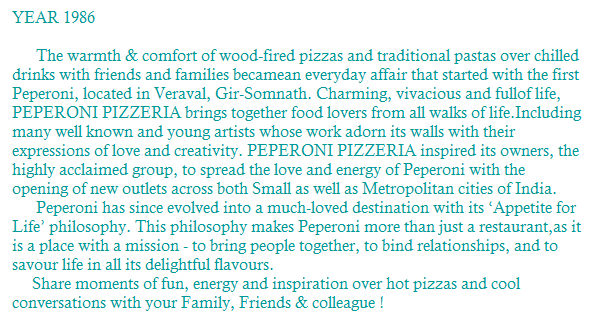 YEAR 1986
The warmth & comfort of wood-fired pizzas and traditional pastas over chilled
drinks with friends and families becamean everyday affair that started with the first
Peperoni, located in Veraval, Gir-Somnath. Charming, vivacious and fullof life,
PEPERONI PIZZERIA brings together food lovers from all walks of life.Including
many well known and young artists whose work adorn its walls with their
expressions of love and creativity. PEPERONI PIZZERIA inspired its owners, the
highly acclaimed group, to spread the love and energy of Peperoni with the
opening of new outlets across both Small as well as Metropolitan cities of India.
Peperoni has since evolved into a much-loved destination with its ‘Appetite for
Life’ philosophy. This philosophy makes Peperoni more than just a restaurant,as it
is a place with a mission - to bring people together, to bind relationships, and to
savour life in all its delightful flavours.
Share moments of fun, energy and inspiration over hot pizzas and cool
conversations with your Family, Friends & colleague !